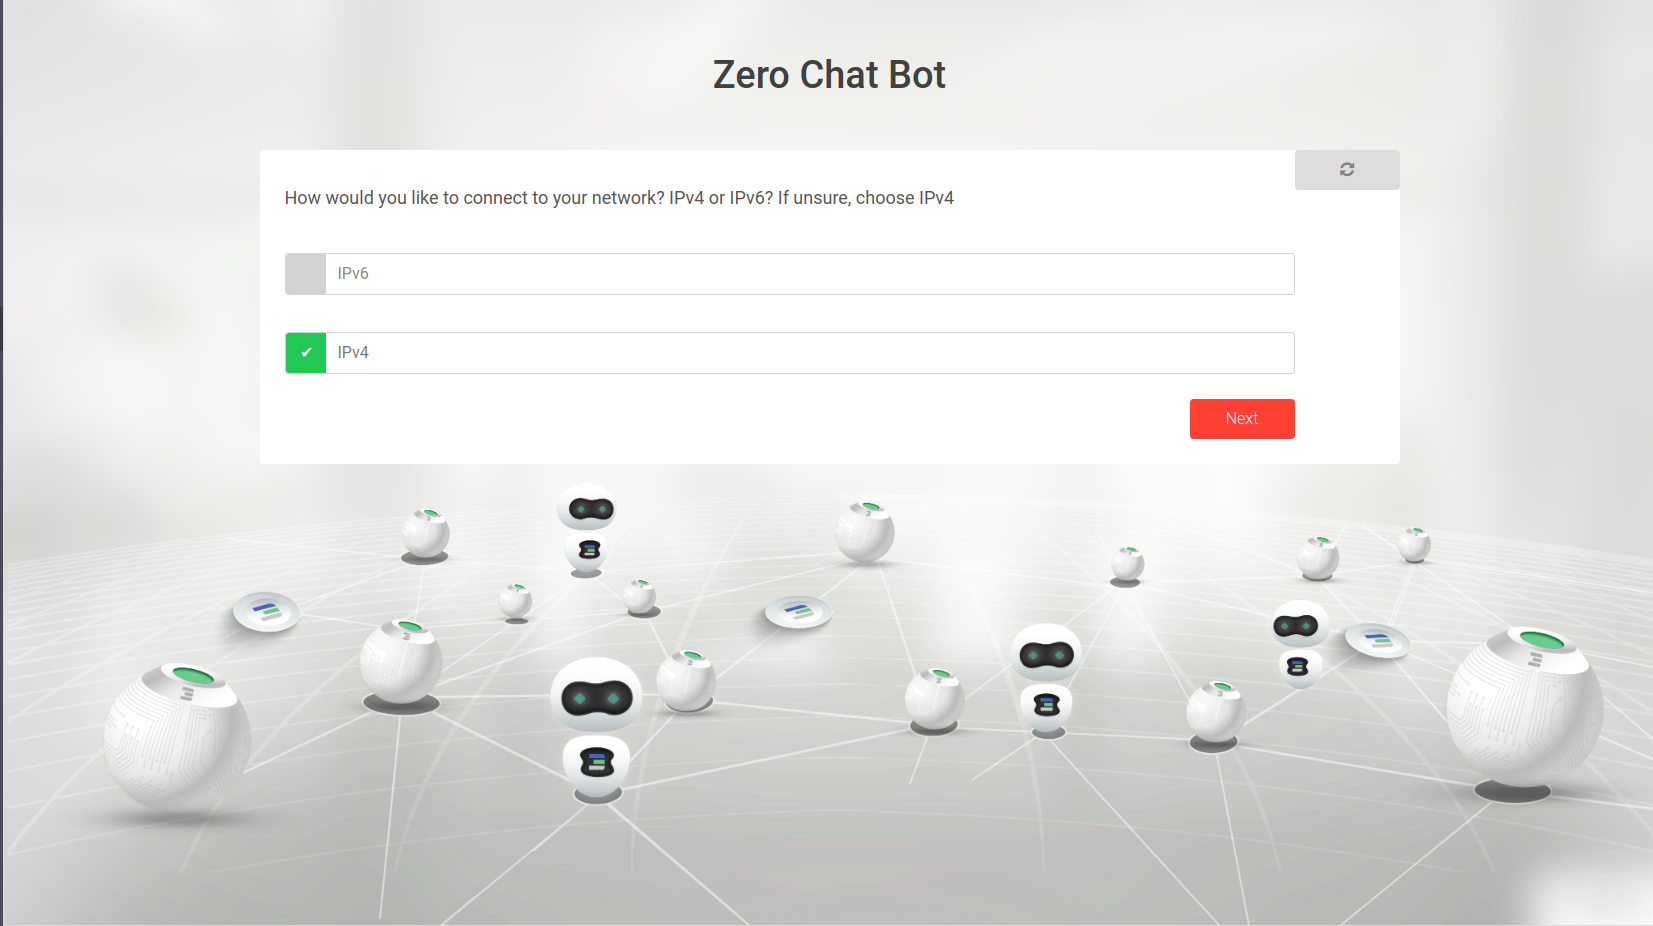 Zero Chat Bot
How would you like to connect to your network? IPv4 or IPv6? If unsure, choose IPv4
IPv6
IPv4
Next